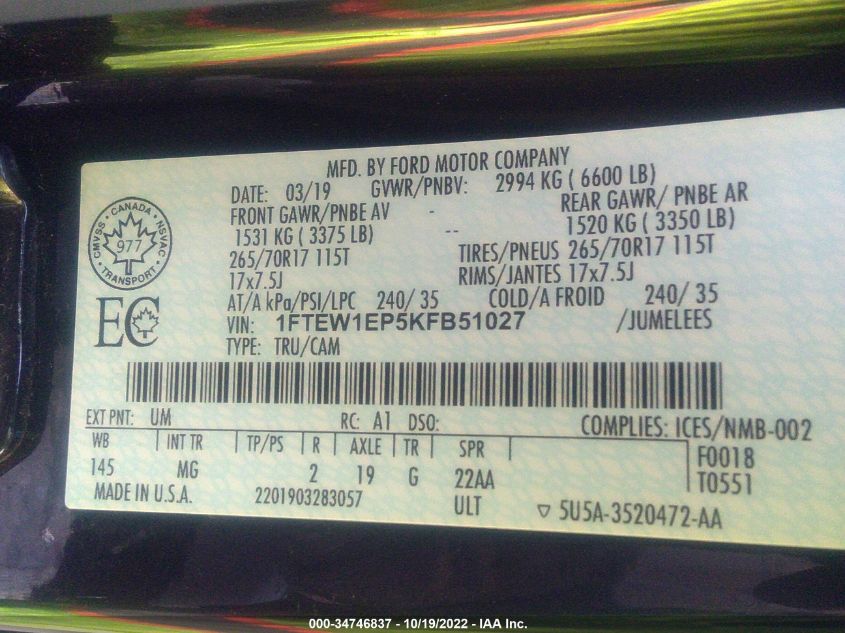 MFD. BY FORD MOTOR COMPANY
DATE: 03/19 GVWR/PNBV: 2994 KG ( 6600 LB)
FRONT GAWR/PNBE AV - REAR GAWR/ PNBE AR
1531 KG ( 3375 LB) -- 1520 KG ( 3350 LB)
265/70R17 115T TIRES/PNEUS 265/70R17 115T
17x7.5J RIMS/JANTES 17x7.5J
AT/A kPa/PSI/LPC 240/ 35 COLD/A FROID 240/ 35
VIN: 1FTEW1EP5KFB51027 /JUMELEES
TYPE: TRU/CAM
CANADA
CMVSS NSVAC
977
TRANSPORT
EC
EXT PNT: UM RC: A1 DSO: COMPLIES: ICES/NMB-002
WB INT TR TP/PS R AXLE TR SPR F0018
145 MG 2 19 G 22AA T0551
MADE IN U.S.A. 2201903283057 ULT ▽ 5U5A-3520472-AA
000-34746837 - 10/19/2022 - IAA Inc.